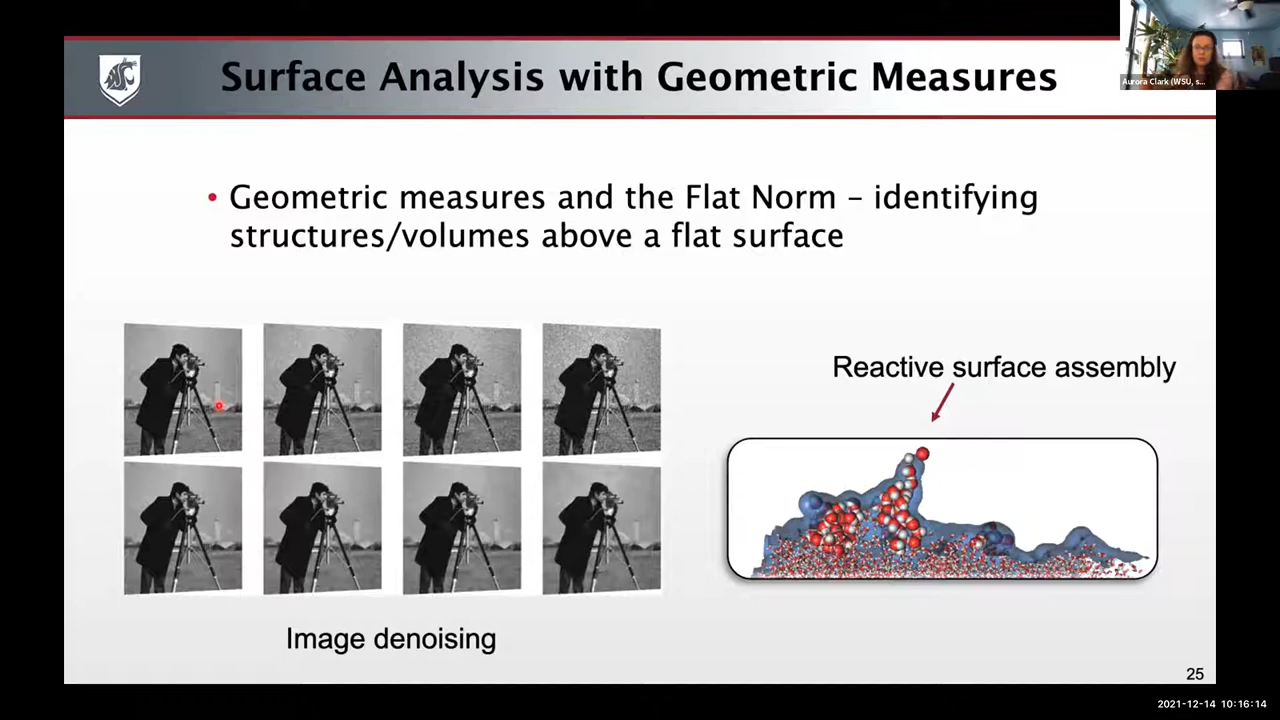 Surface Analysis with Geometric Measures
Aurora Clark (WSU, s...
• Geometric measures and the Flat Norm – identifying
structures/volumes above a flat surface
Reactive surface assembly
Image denoising
25
2021-12-14 10:16:14